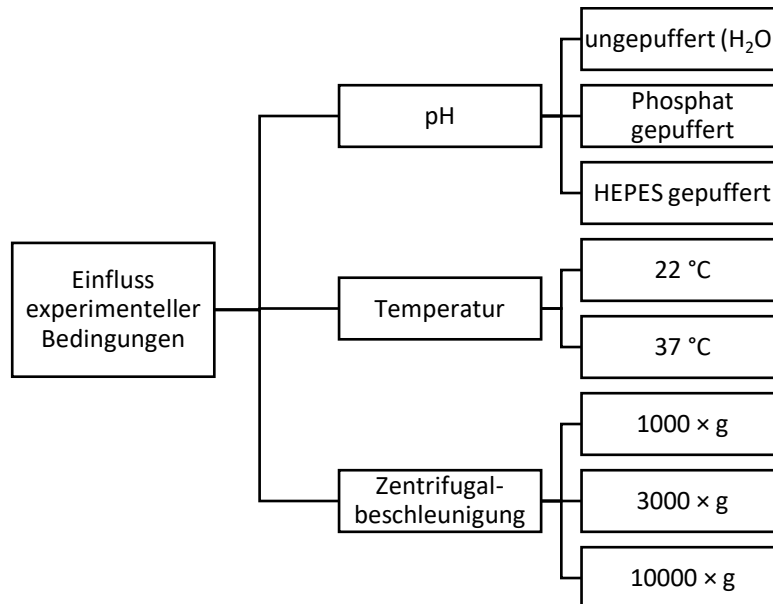 Einfluss
experimenteller
Bedingungen
pH
ungepuffert (H₂O
Phosphat
gepuffert
HEPES gepuffert
Temperatur
22 °C
37 °C
Zentrifugal-
beschleunigung
1000 × g
3000 × g
10000 × g